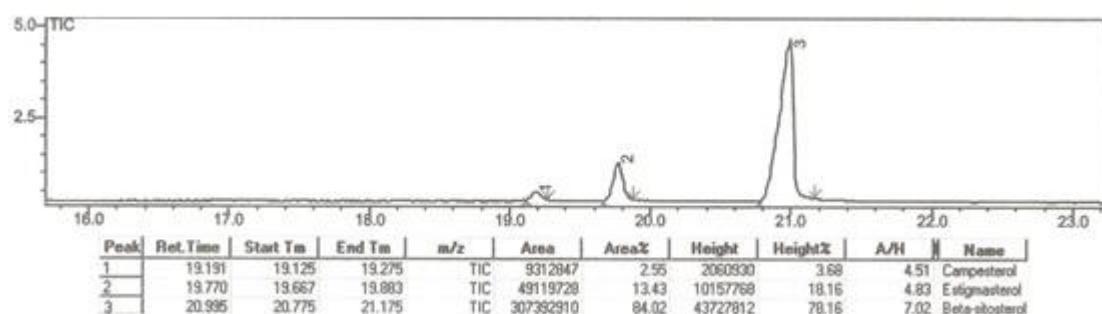 5.0 TIC
3
2.5
2
1
16.0 17.0 18.0 19.0 20.0 21.0 22.0 23.0
Peak Ret.Time Start Tm End Tm m/z Area Area% Height Height% A/H Name
1 19.191 19.125 19.275 TIC 9312847 2.55 2060930 3.68 4.51 Campesterol
2 19.770 19.667 19.883 TIC 49119728 13.43 10157768 18.16 4.83 Estigmasterol
3 20.995 20.775 21.175 TIC 307392910 84.02 43727812 78.16 7.02 Beta-sitosterol